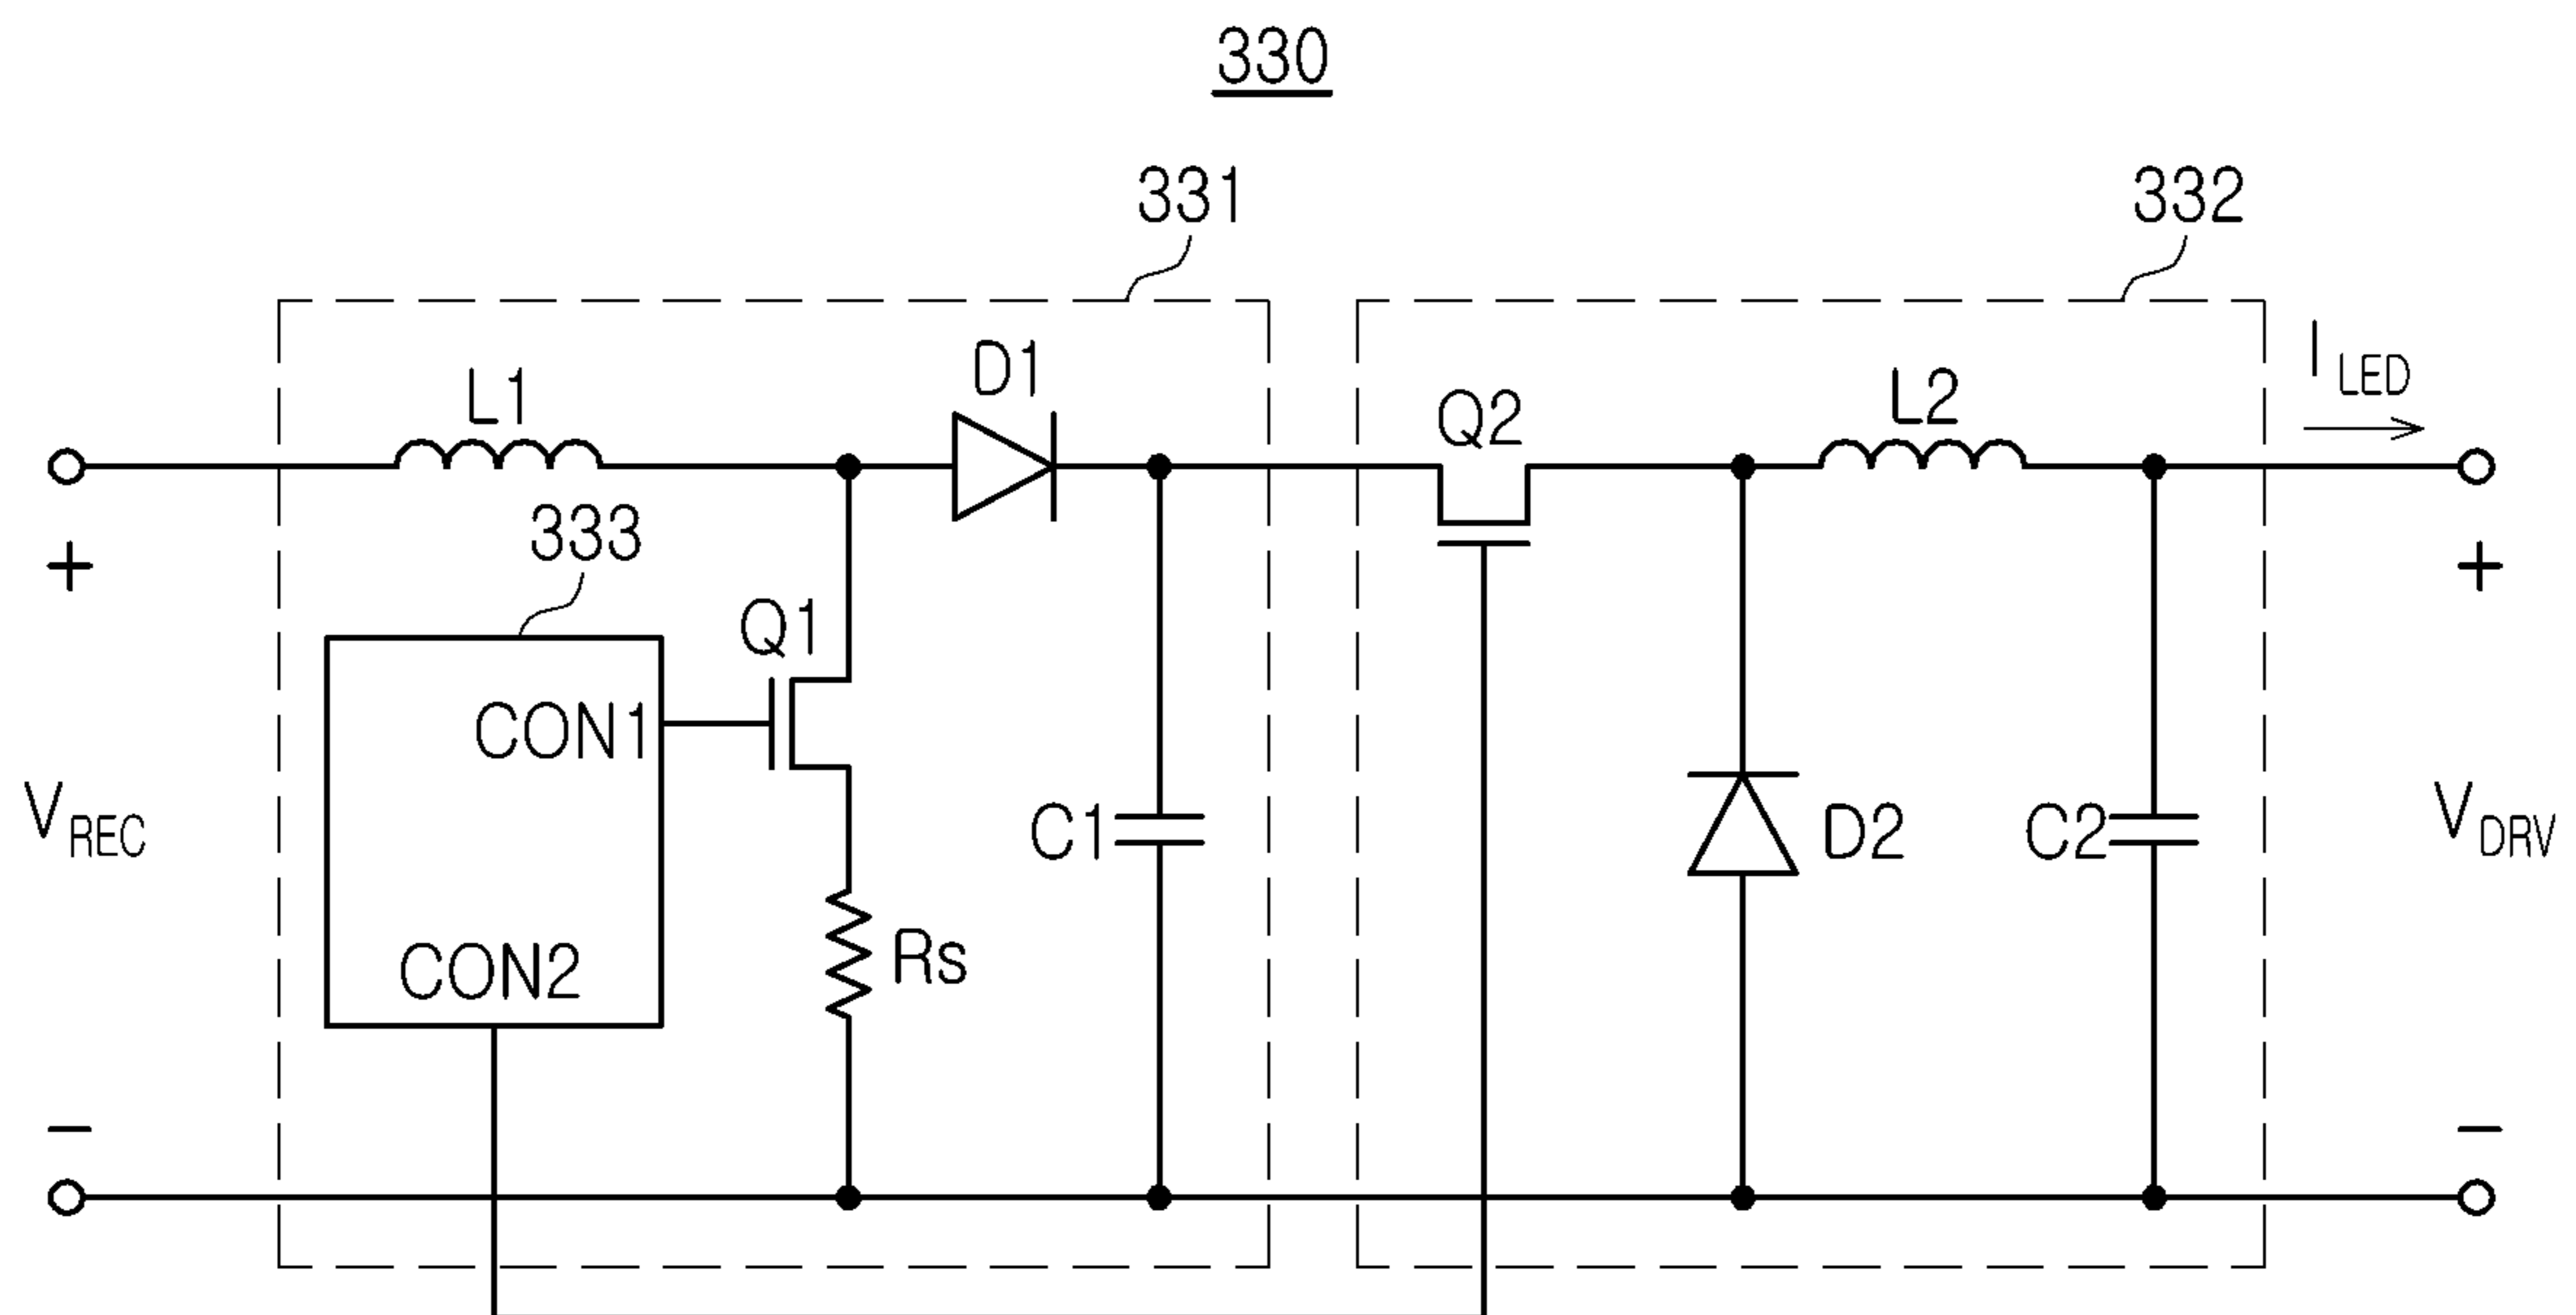 330
331
332
L1
D1
Q2
L2
I LED
+
333
+
Q1
CON1
V REC
C1
D2
C2
V DRV
Rs
CON2
−
−